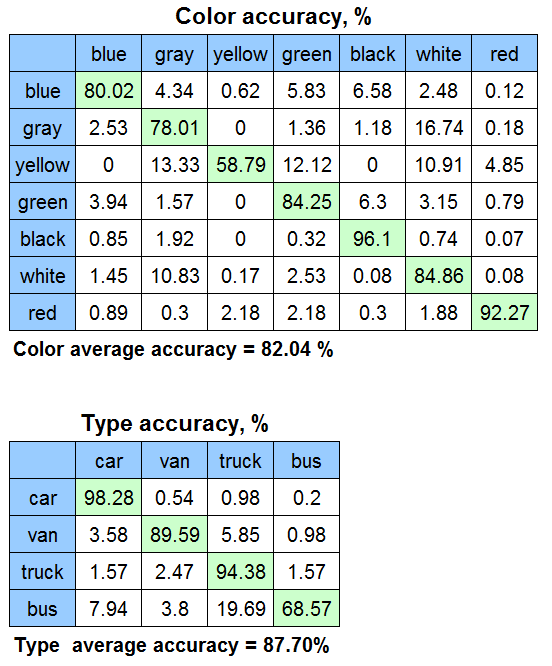 Color accuracy, %
blue gray yellow green black white red
blue 80.02 4.34 0.62 5.83 6.58 2.48 0.12
gray 2.53 78.01 0 1.36 1.18 16.74 0.18
yellow 0 13.33 58.79 12.12 0 10.91 4.85
green 3.94 1.57 0 84.25 6.3 3.15 0.79
black 0.85 1.92 0 0.32 96.1 0.74 0.07
white 1.45 10.83 0.17 2.53 0.08 84.86 0.08
red 0.89 0.3 2.18 2.18 0.3 1.88 92.27
Color average accuracy = 82.04 %
Type accuracy, %
car van truck bus
car 98.28 0.54 0.98 0.2
van 3.58 89.59 5.85 0.98
truck 1.57 2.47 94.38 1.57
bus 7.94 3.8 19.69 68.57
Type average accuracy = 87.70%